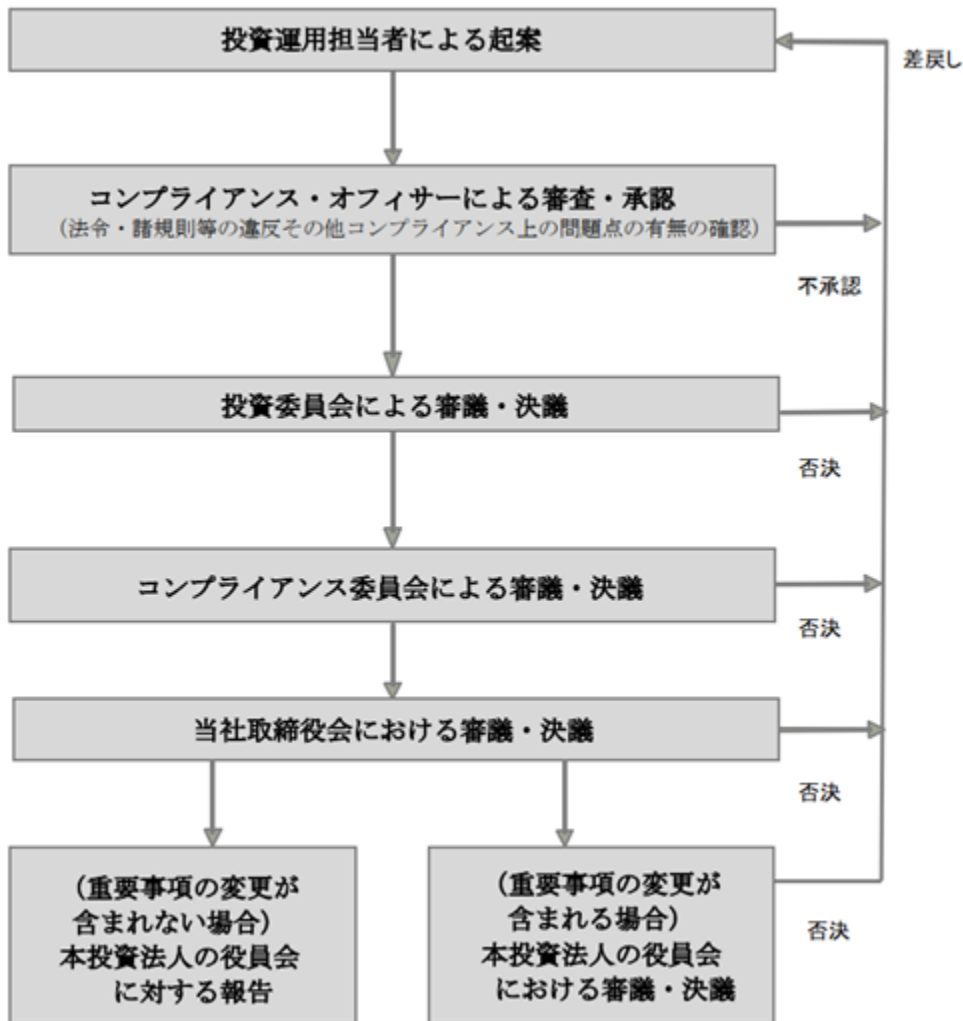 投資運用担当者による起案
差戻し
コンプライアンス・オフィサーによる審査・承認
（法令・諸規則等の違反その他コンプライアンス上の問題点の有無の確認）
不承認
投資委員会による審議・決議
否決
コンプライアンス委員会による審議・決議
否決
当社取締役会における審議・決議
否決
（重要事項の変更が
含まれない場合）
本投資法人の役員会
に対する報告
（重要事項の変更が
含まれる場合）
本投資法人の役員会
における審議・決議
否決